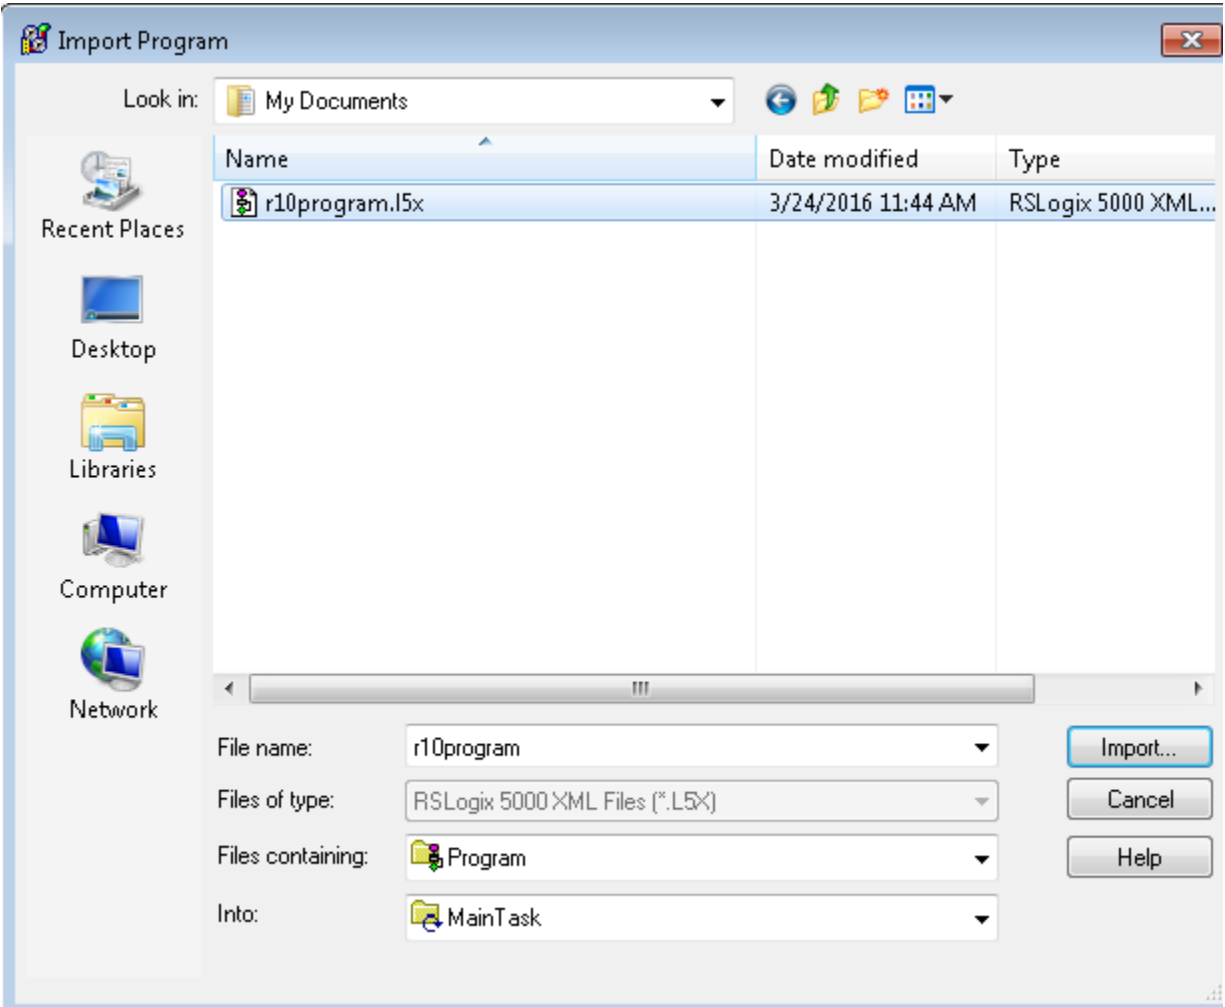 Import Program
Look in: My Documents
Name Date modified Type
r10program.l5x 3/24/2016 11:44 AM RSLogix 5000 XML...
Recent Places
Desktop
Libraries
Computer
Network
File name: r10program Import...
Files of type: RSLogix 5000 XML Files (*.L5X) Cancel
Files containing: Program Help
Into: MainTask